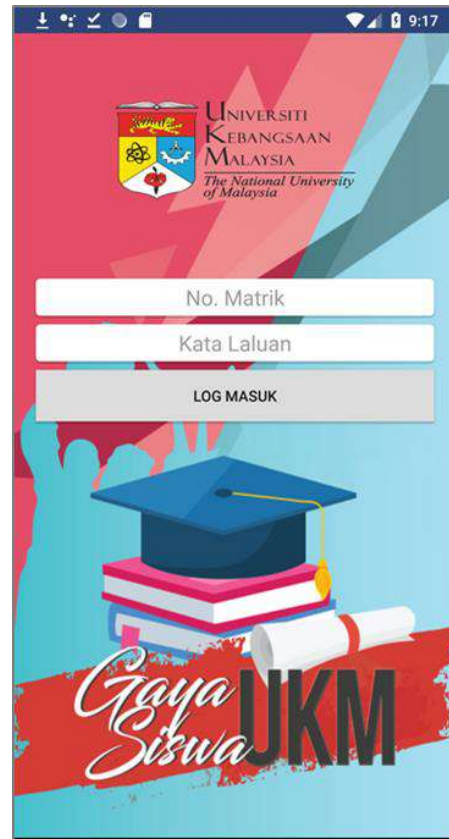 9:17
UNIVERSITI
KEBANGSAAN
MALAYSIA
The National University
of Malaysia
No. Matrik
Kata Laluan
LOG MASUK
Gaya
Siswa UKM